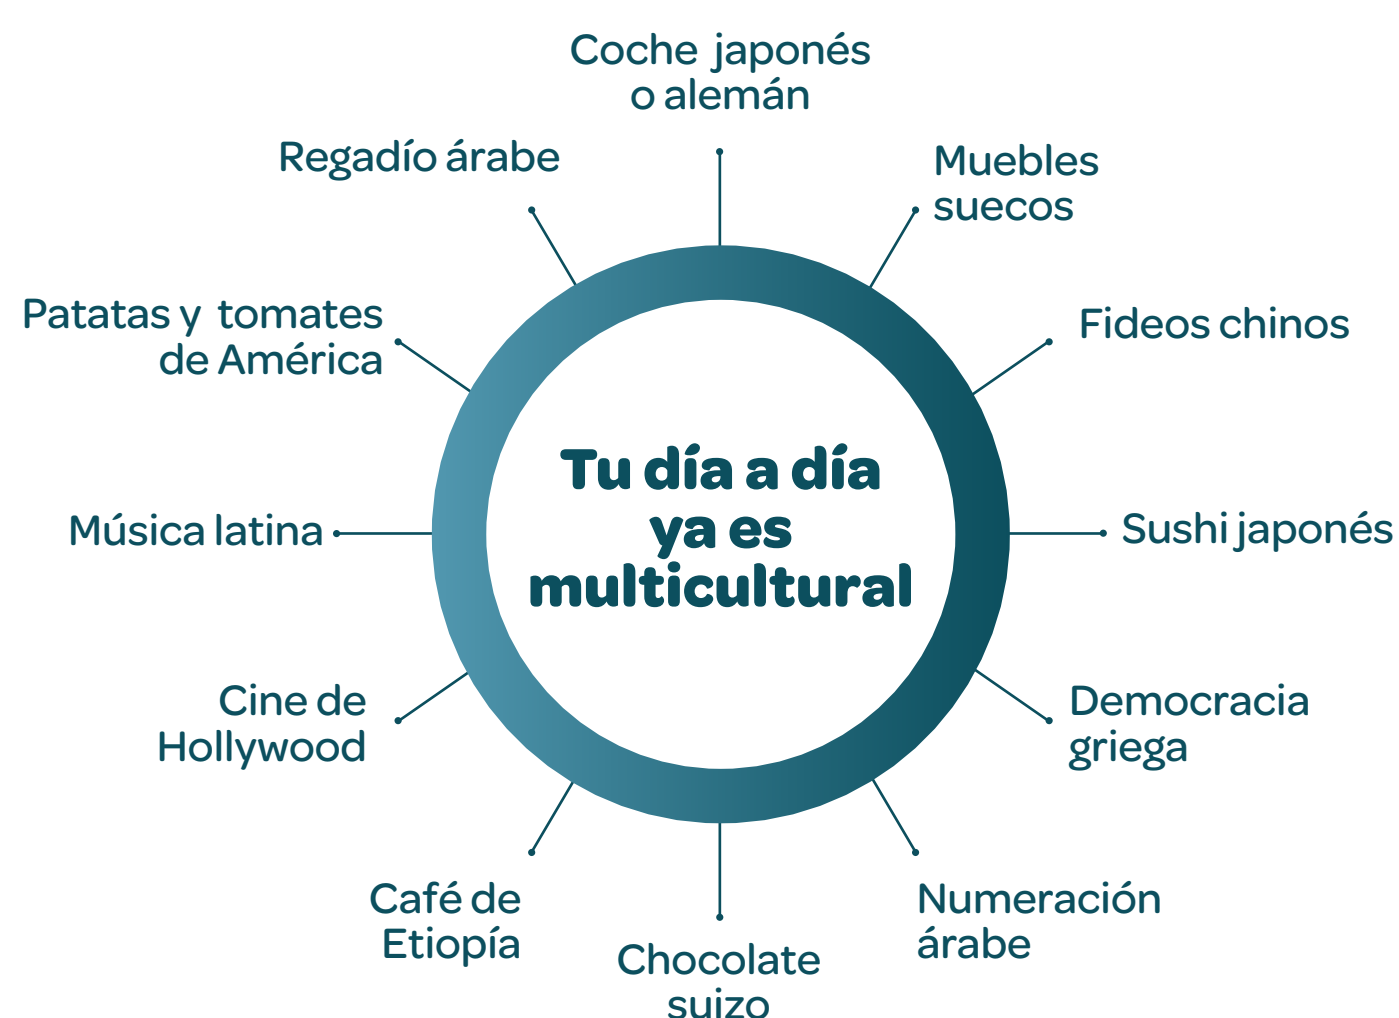 Coche japonés
o alemán
Regadío árabe
Muebles
suecos
Patatas y tomates
de América
Fideos chinos
Tu día a día
ya es
multicultural
Música latina
Sushi japonés
Cine de
Hollywood
Democracia
griega
Café de
Etiopía
Numeración
árabe
Chocolate
suizo